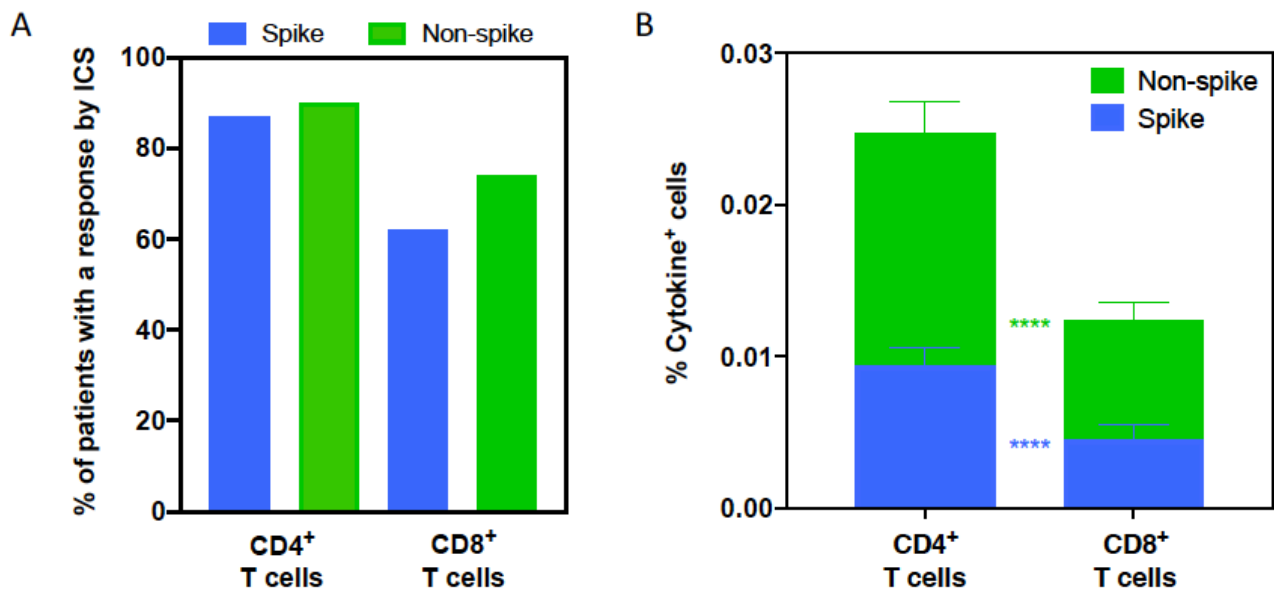 A
Spike
Non-spike
% of patients with a response by ICS
100
80
60
40
20
0
CD4⁺
T cells
CD8⁺
T cells
B
Non-spike
Spike
% Cytokine⁺ cells
0.03
0.02
0.01
0.00
****
****
CD4⁺
T cells
CD8⁺
T cells